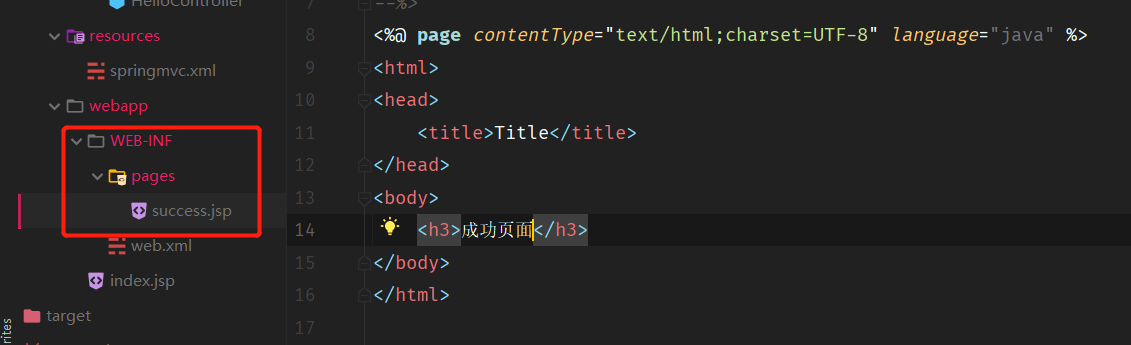 HelloController
resources
springmvc.xml
webapp
WEB-INF
pages
success.jsp
web.xml
index.jsp
target
rites
7 --%>
8 <%@ page contentType="text/html;charset=UTF-8" language="java" %>
9 <html>
10 <head>
11 <title>Title</title>
12 </head>
13 <body>
14 <h3>成功页面</h3>
15 </body>
16 </html>
17